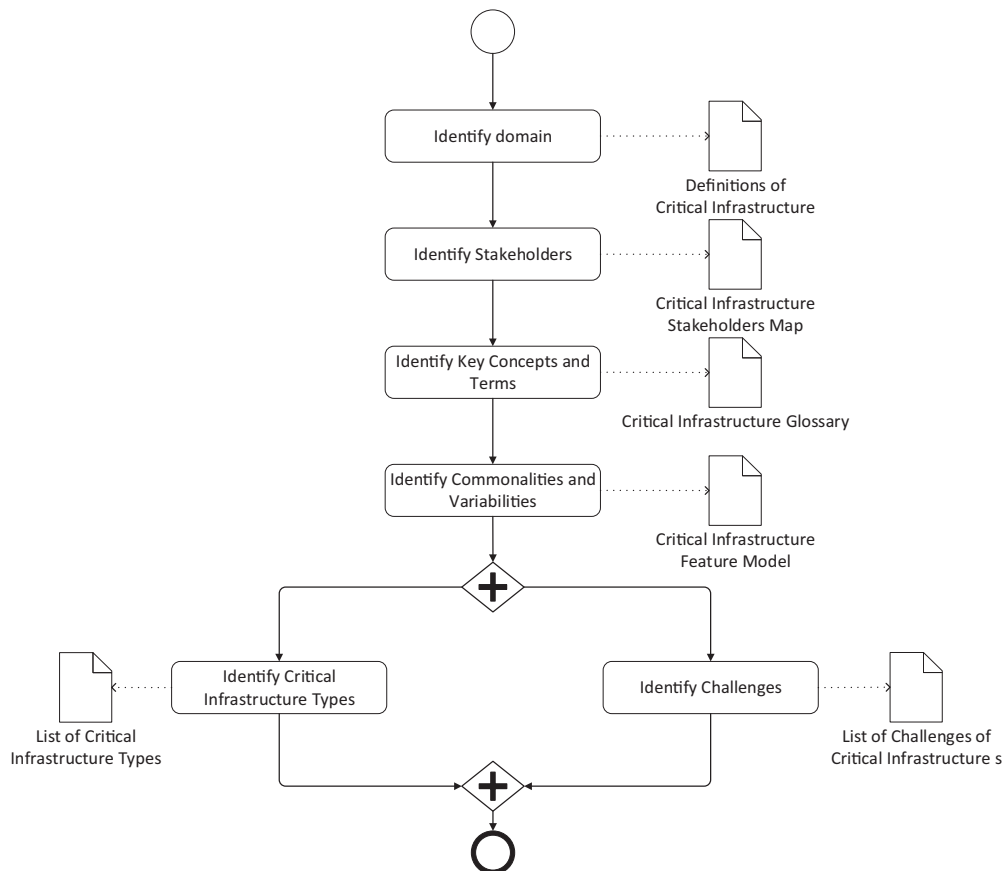 Identify domain
Definitions of
Critical Infrastructure
Identify Stakeholders
Critical Infrastructure
Stakeholders Map
Identify Key Concepts and
Terms
Critical Infrastructure Glossary
Identify Commonalities and
Variabilities
Critical Infrastructure
Feature Model
Identify Critical
Infrastructure Types
Identify Challenges
List of Critical
Infrastructure Types
List of Challenges of
Critical Infrastructure s